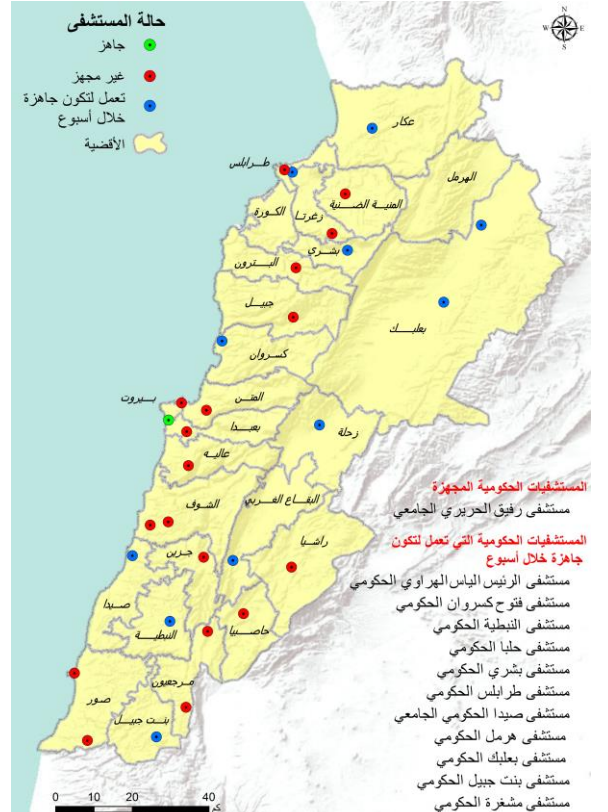 حالة المستشفى
جاهز
غير مجهز
تعمل لتكون جاهزة
خلال أسبوع
الأقضية
N
W E
S
عكار
طرابلس
الهرمل
المنية الضنية
زغرتا
الكورة
بشري
البترون
جبيل
بعلبك
كسروان
المتن
بيروت
بعبدا
زحلة
عاليه
الشوف
البقاع الغربي
راشيا
جزين
صيدا
النبطية
حاصبيا
مرجعيون
صور
بنت جبيل
المستشفيات الحكومية المجهزة
مستشفى رفيق الحريري الجامعي
المستشفيات الحكومية التي تعمل لتكون
جاهزة خلال أسبوع
مستشفى الرئيس الياس الهراوي الحكومي
مستشفى فتوح كسروان الحكومي
مستشفى النبطية الحكومي
مستشفى حلبا الحكومي
مستشفى بشري الحكومي
مستشفى طرابلس الحكومي
مستشفى صيدا الحكومي الجامعي
مستشفى هرمل الحكومي
مستشفى بعلبك الحكومي
مستشفى بنت جبيل الحكومي
مستشفى مشغرة الحكومي
0 10 20 40
كم